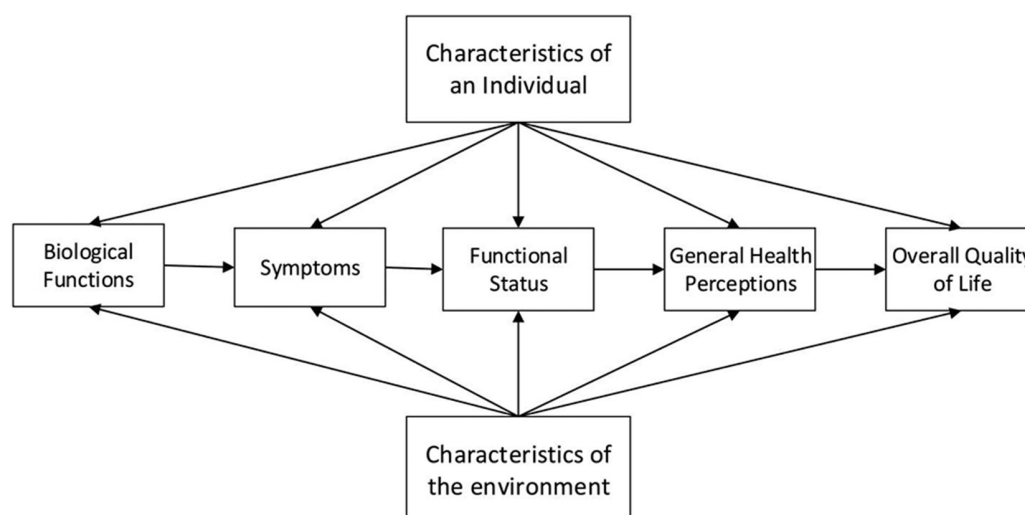 Characteristics of
an Individual
Biological
Functions
Symptoms
Functional
Status
General Health
Perceptions
Overall Quality
of Life
Characteristics of
the environment